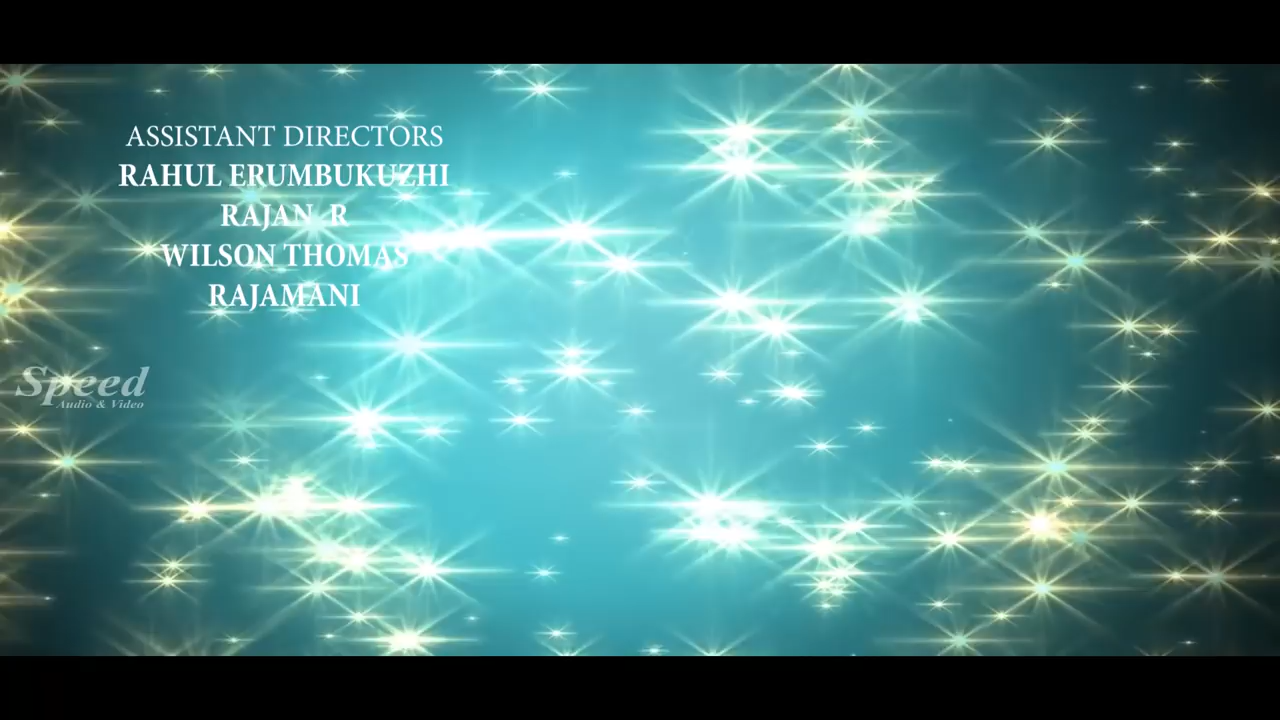 ASSISTANT DIRECTORS
RAHUL ERUMBUKUZHI
RAJAN R
WILSON THOMAS
RAJAMANI
Speed
Audio & Video